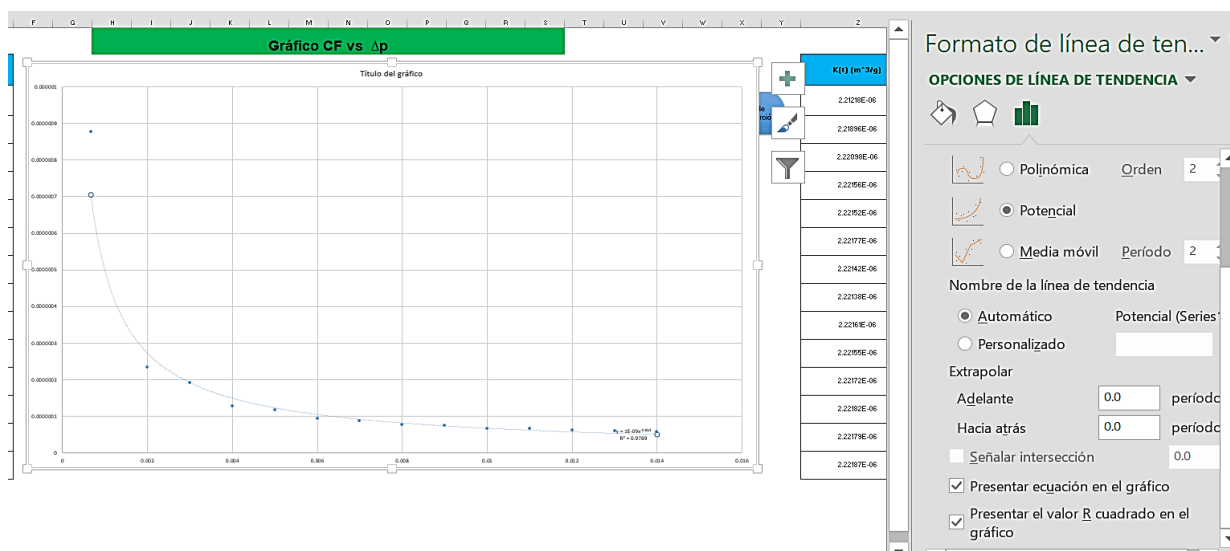 F G H I J K L M N O P Q R S T U V W X Y Z
Gráfico CF vs Δp
Título del gráfico
0.000001
0.0000009
0.0000008
0.0000007
0.0000006
0.0000005
0.0000004
0.0000003
0.0000002
0.0000001
0
0 0.002 0.004 0.006 0.008 0.01 0.012 0.014 0.016
R² = 0.9789
K(t) (m^3/g)
2.21218E-06
2.21896E-06
2.22098E-06
2.22156E-06
2.22152E-06
2.22177E-06
2.22142E-06
2.22138E-06
2.22161E-06
2.22155E-06
2.22172E-06
2.22182E-06
2.22179E-06
2.22187E-06
Formato de línea de ten...
OPCIONES DE LÍNEA DE TENDENCIA
Polinómica Orden 2
Potencial
Media móvil Período 2
Nombre de la línea de tendencia
Automático Potencial (Series1
Personalizado
Extrapolar
Adelante 0.0 período
Hacia atrás 0.0 período
Señalar intersección 0.0
Presentar ecuación en el gráfico
Presentar el valor R cuadrado en el
gráfico